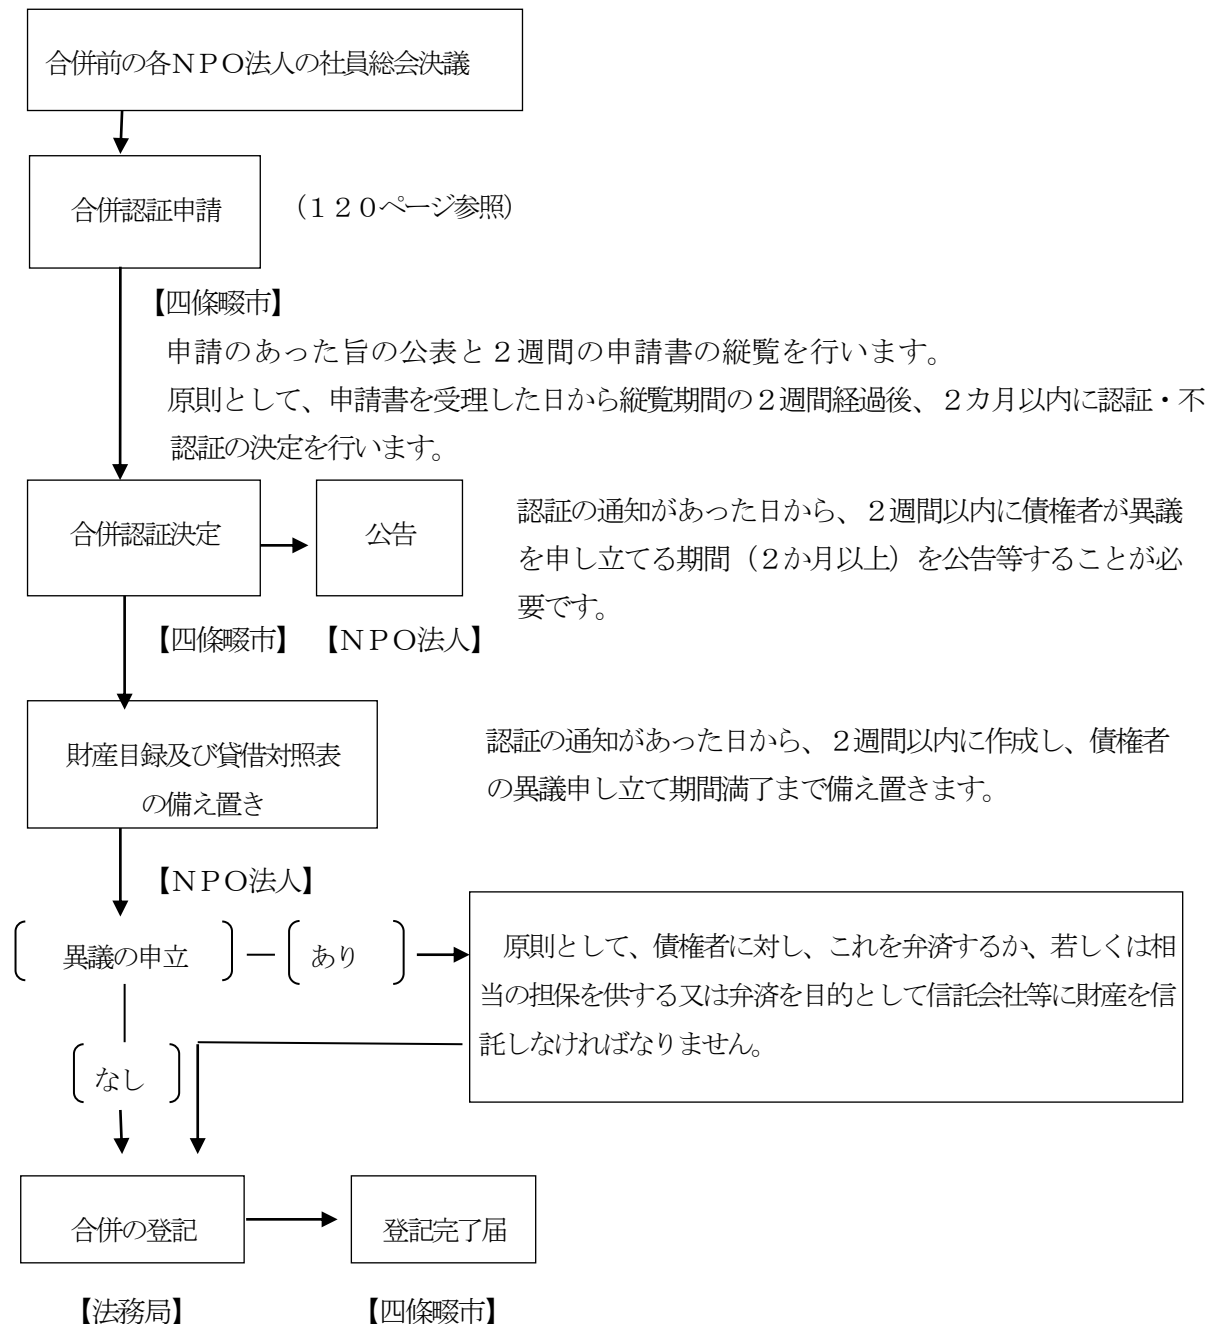 合併前の各ＮＰＯ法人の社員総会決議
合併認証申請
（１２０ページ参照）
【四條畷市】
申請のあった旨の公表と２週間の申請書の縦覧を行います。
原則として、申請書を受理した日から縦覧期間の２週間経過後、２カ月以内に認証・不
認証の決定を行います。
合併認証決定
公告
認証の通知があった日から、２週間以内に債権者が異議
を申し立てる期間（２か月以上）を公告等することが必
要です。
【四條畷市】
【ＮＰＯ法人】
財産目録及び貸借対照表
の備え置き
認証の通知があった日から、２週間以内に作成し、債権者
の異議申し立て期間満了まで備え置きます。
【ＮＰＯ法人】
異議の申立
あり
原則として、債権者に対し、これを弁済するか、若しくは相
当の担保を供する又は弁済を目的として信託会社等に財産を信
託しなければなりません。
なし
合併の登記
登記完了届
【法務局】
【四條畷市】